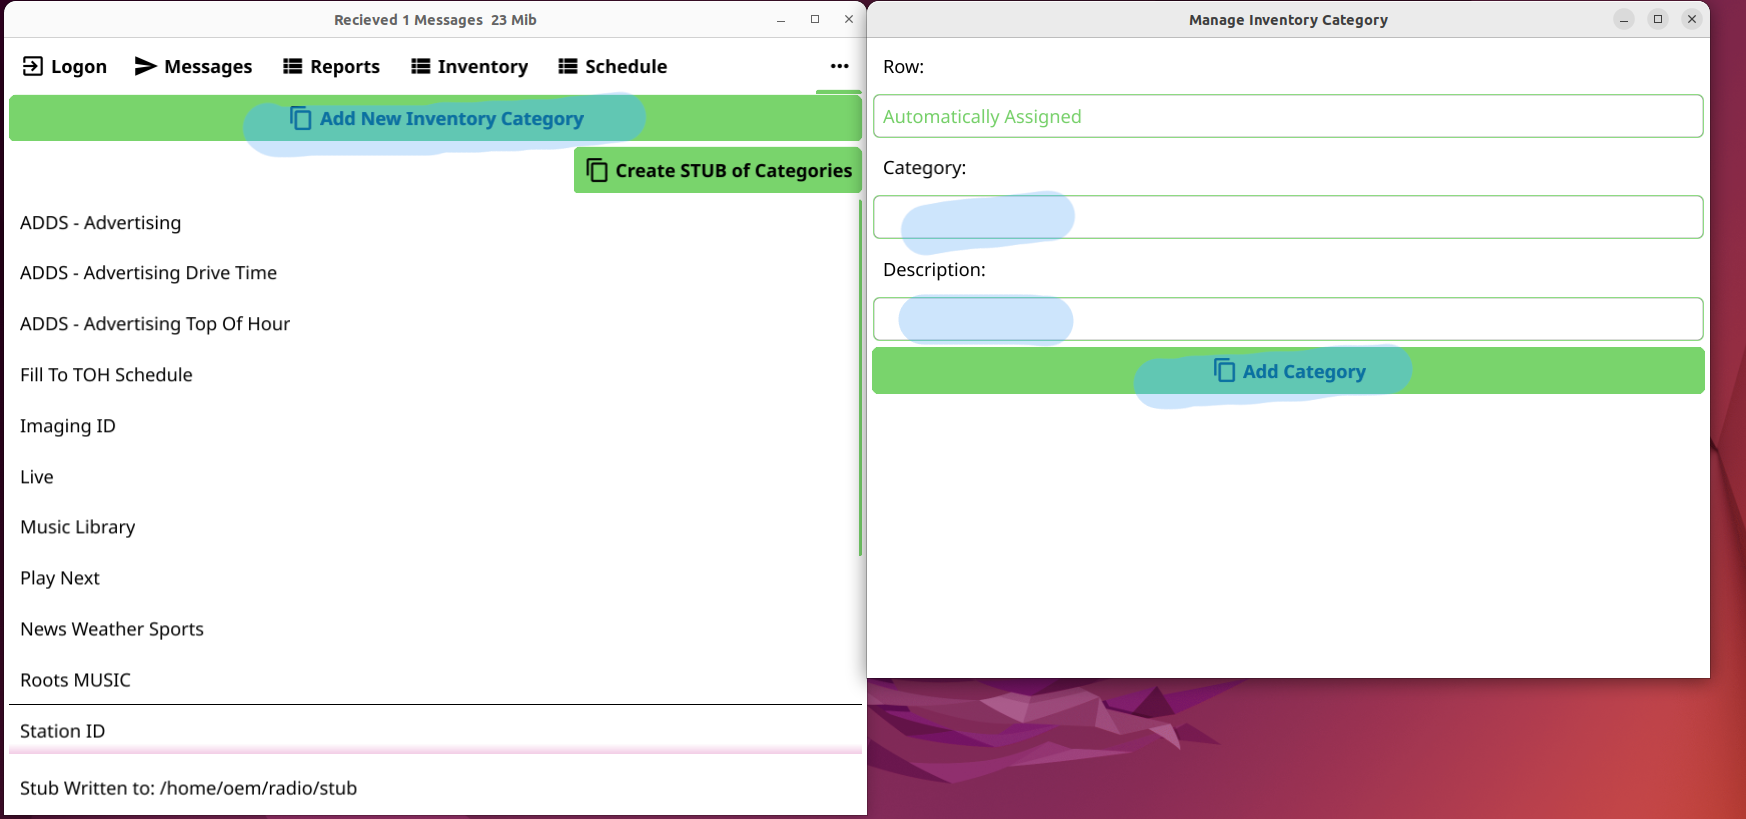 Recieved 1 Messages  23 Mib
Logon Messages Reports Inventory Schedule
Add New Inventory Category
Create STUB of Categories
ADDS - Advertising
ADDS - Advertising Drive Time
ADDS - Advertising Top Of Hour
Fill To TOH Schedule
Imaging ID
Live
Music Library
Play Next
News Weather Sports
Roots MUSIC
Station ID
Stub Written to: /home/oem/radio/stub
Manage Inventory Category
Row:
Automatically Assigned
Category:
Description:
Add Category